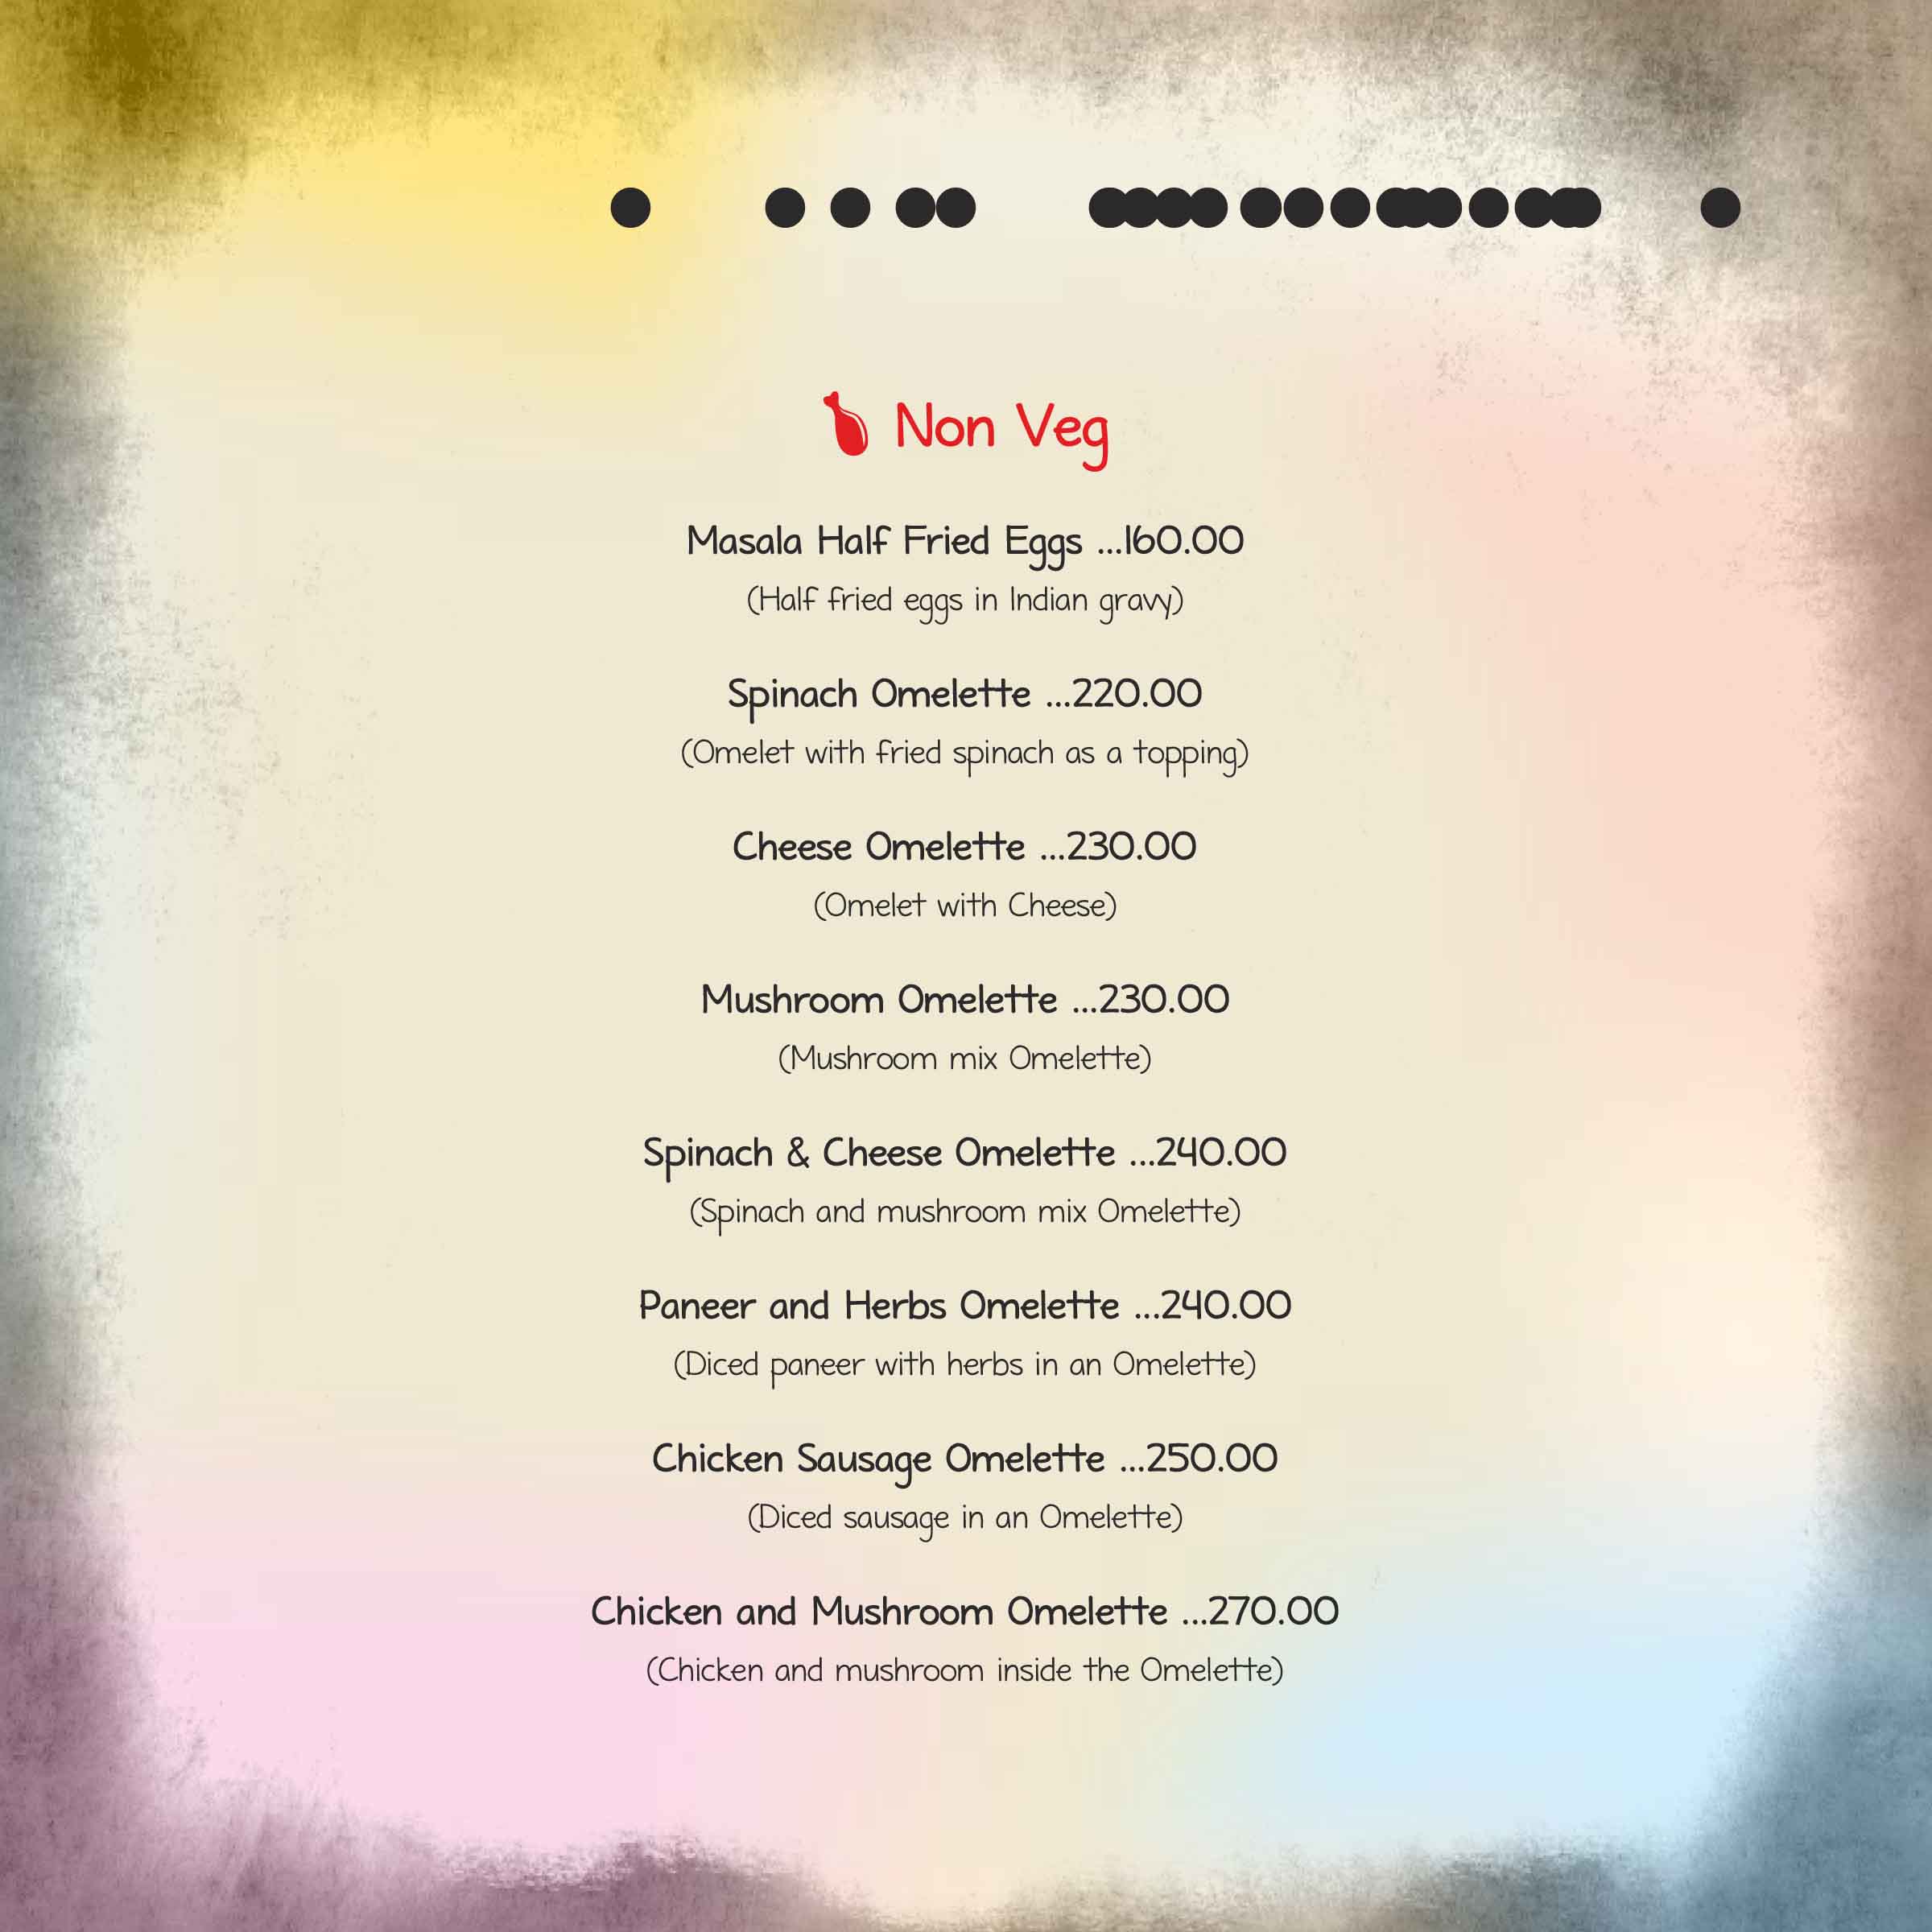 Non Veg
Masala Half Fried Eggs ...160.00
(Half fried eggs in Indian gravy)
Spinach Omelette ...220.00
(Omelet with fried spinach as a topping)
Cheese Omelette ...230.00
(Omelet with Cheese)
Mushroom Omelette ...230.00
(Mushroom mix Omelette)
Spinach & Cheese Omelette ...240.00
(Spinach and mushroom mix Omelette)
Paneer and Herbs Omelette ...240.00
(Diced paneer with herbs in an Omelette)
Chicken Sausage Omelette ...250.00
(Diced sausage in an Omelette)
Chicken and Mushroom Omelette ...270.00
(Chicken and mushroom inside the Omelette)